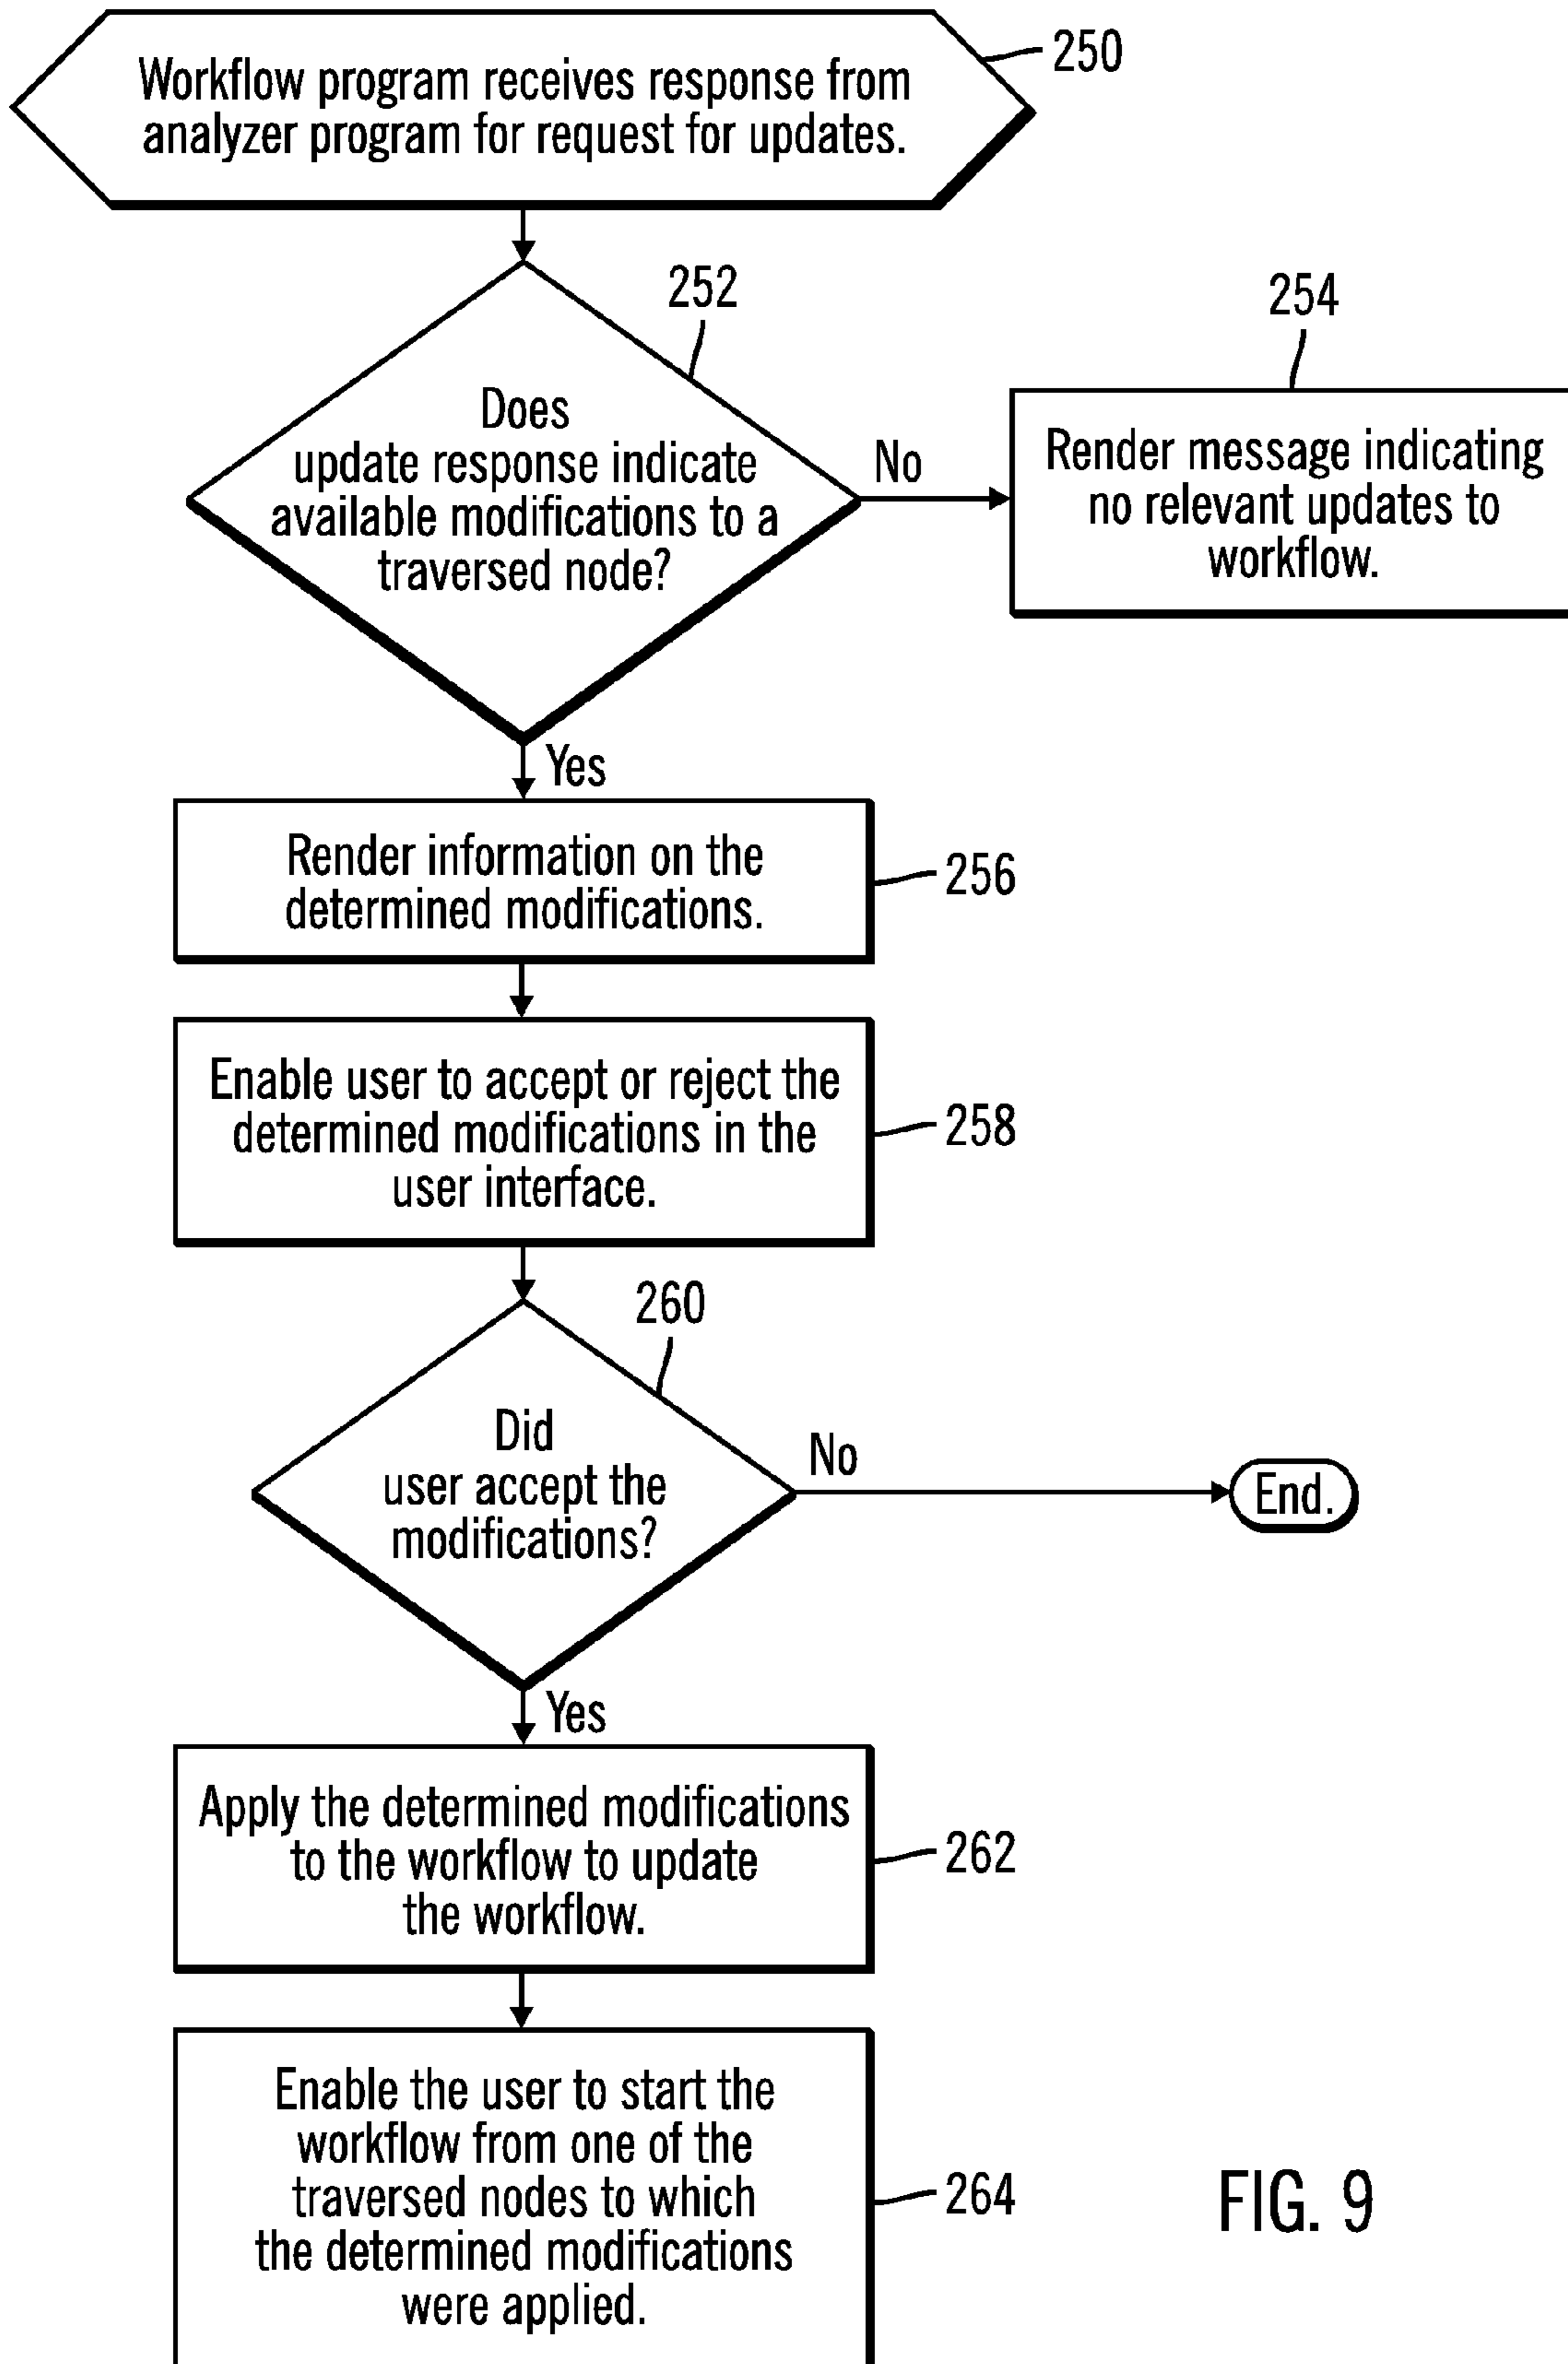 Workflow program receives response from
analyzer program for request for updates.
250
252
Does
update response indicate
available modifications to a
traversed node?
No
254
Render message indicating
no relevant updates to
workflow.
Yes
Render information on the
determined modifications.
256
Enable user to accept or reject the
determined modifications in the
user interface.
258
260
Did
user accept the
modifications?
No
End.
Yes
Apply the determined modifications
to the workflow to update
the workflow.
262
Enable the user to start the
workflow from one of the
traversed nodes to which
the determined modifications
were applied.
264
FIG. 9